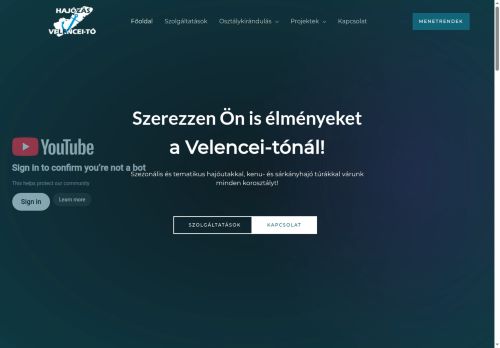 HAJÓZÁS
VELENCEI-TÓ
Főoldal
Szolgáltatások
Osztálykirándulás
Projektek
Kapcsolat
MENETRENDEK
Szerezzen Ön is élményeket
a Velencei-tónál!
YouTube
Sign in to confirm you're not a bot
This helps protect our community
Sign in
Learn more
Szezonális és tematikus hajóutakkal, kenu- és sárkányhajó túrákkal várunk
minden korosztályt!
SZOLGÁLTATÁSOK
KAPCSOLAT